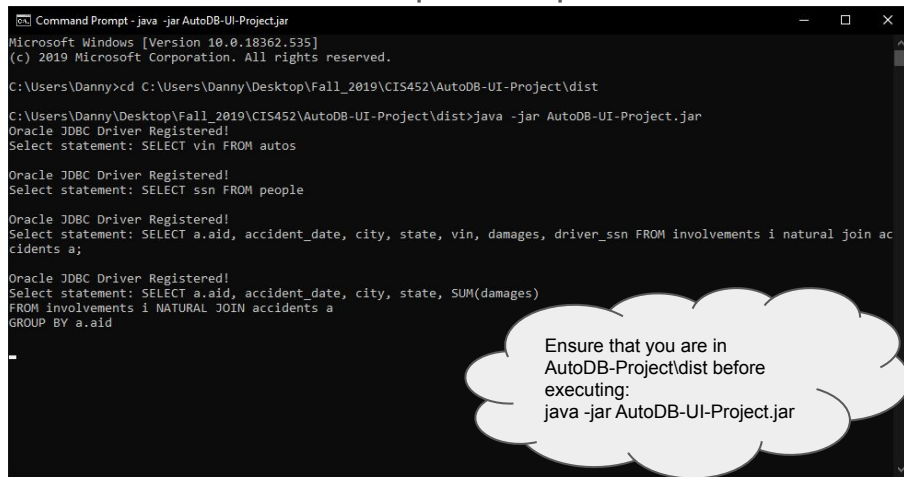 Command Prompt - java -jar AutoDB-UI-Project.jar
Microsoft Windows [Version 10.0.18362.535]
(c) 2019 Microsoft Corporation. All rights reserved.
C:\Users\Danny>cd C:\Users\Danny\Desktop\Fall_2019\CIS452\AutoDB-UI-Project\dist
C:\Users\Danny\Desktop\Fall_2019\CIS452\AutoDB-UI-Project\dist>java -jar AutoDB-UI-Project.jar
Oracle JDBC Driver Registered!
Select statement: SELECT vin FROM autos
Oracle JDBC Driver Registered!
Select statement: SELECT ssn FROM people
Oracle JDBC Driver Registered!
Select statement: SELECT a.aid, accident_date, city, state, vin, damages, driver_ssn FROM involvements i natural join ac
cidents a;
Oracle JDBC Driver Registered!
Select statement: SELECT a.aid, accident_date, city, state, SUM(damages)
FROM involvements i NATURAL JOIN accidents a
GROUP BY a.aid
Ensure that you are in
AutoDB-Project\dist before
executing:
java -jar AutoDB-UI-Project.jar